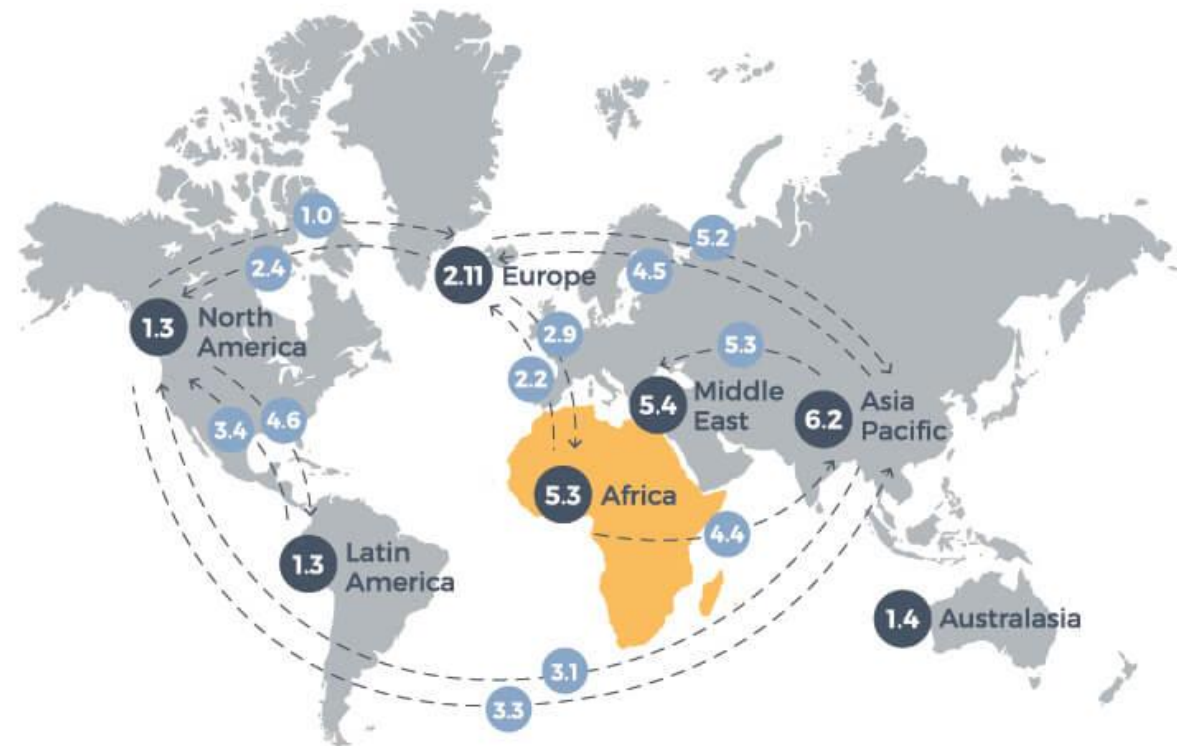 1.0
5.2
2.4
2.11 Europe
4.5
1.3 North
America
2.9
5.3
2.2
5.4 Middle
East
6.2 Asia
Pacific
3.4
4.6
5.3 Africa
4.4
1.3 Latin
America
1.4 Australasia
3.1
3.3